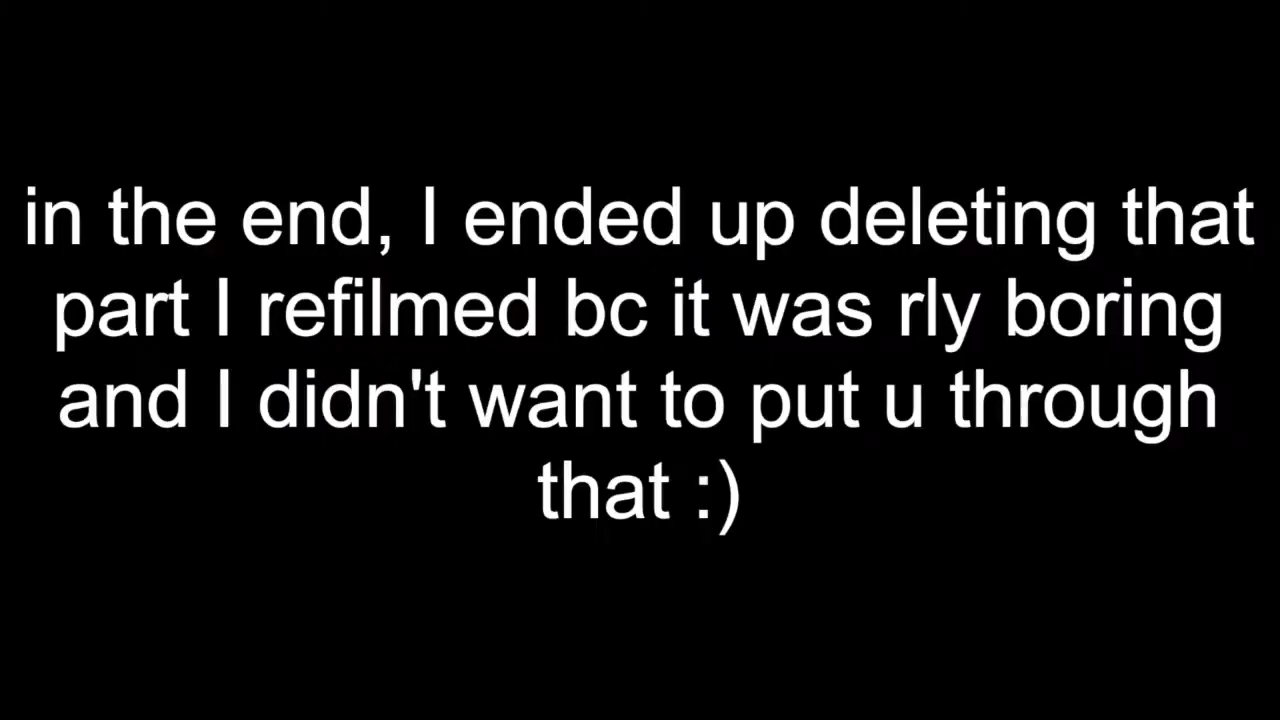 in the end, I ended up deleting that
part I refilmed bc it was rly boring
and I didn't want to put u through
that :)